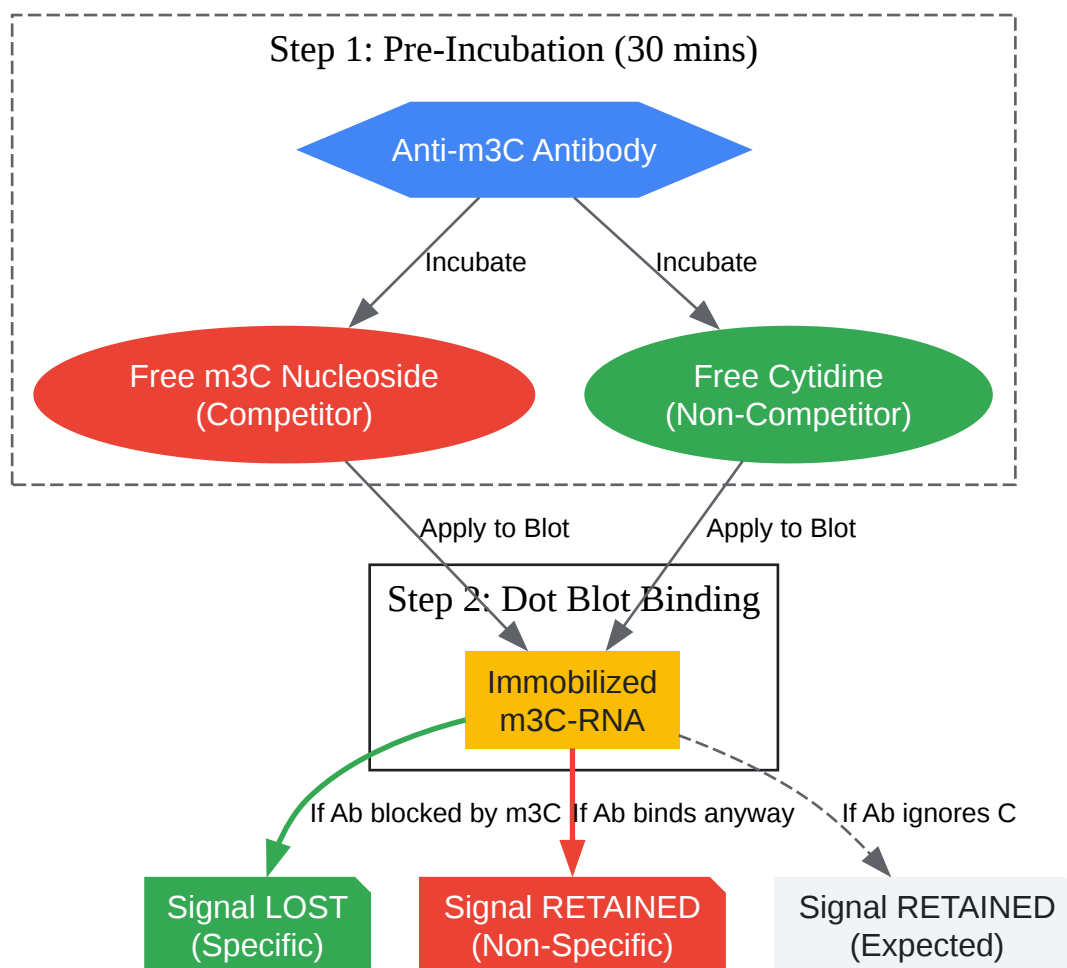 Step 1: Pre-Incubation (30 mins)
Anti-m3C Antibody
Incubate
Incubate
Free m3C Nucleoside
(Competitor)
Free Cytidine
(Non-Competitor)
Apply to Blot
Apply to Blot
Step 2: Dot Blot Binding
Immobilized
m3C-RNA
If Ab blocked by m3C
If Ab binds anyway
If Ab ignores C
Signal LOST
(Specific)
Signal RETAINED
(Non-Specific)
Signal RETAINED
(Expected)